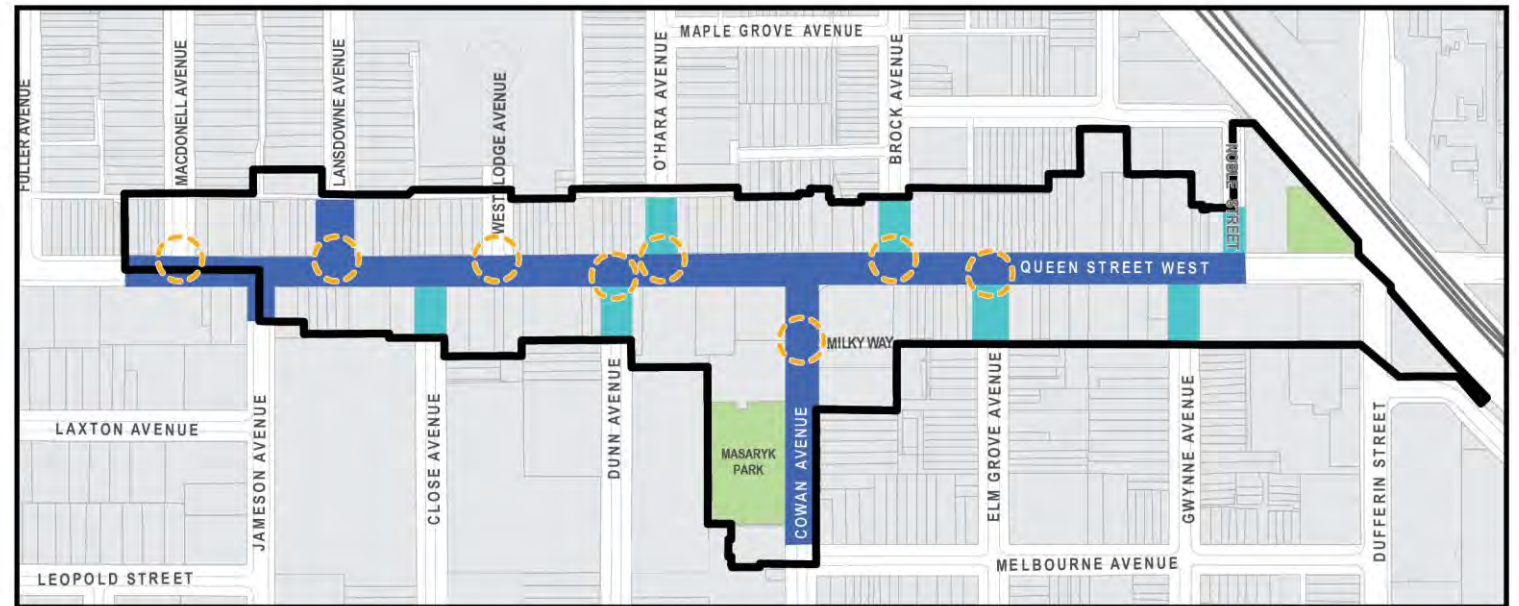 MAPLE GROVE AVENUE
FULLER AVENUE
MACDONELL AVENUE
LANSDOWNE AVENUE
WEST LODGE AVENUE
O'HARA AVENUE
BROCK AVENUE
NOBLE STREET
QUEEN STREET WEST
MILKY WAY
LAXTON AVENUE
JAMESON AVENUE
CLOSE AVENUE
DUNN AVENUE
MASARYK
PARK
COWAN AVENUE
ELM GROVE AVENUE
GWYNNE AVENUE
DUFFERIN STREET
LEOPOLD STREET
MELBOURNE AVENUE